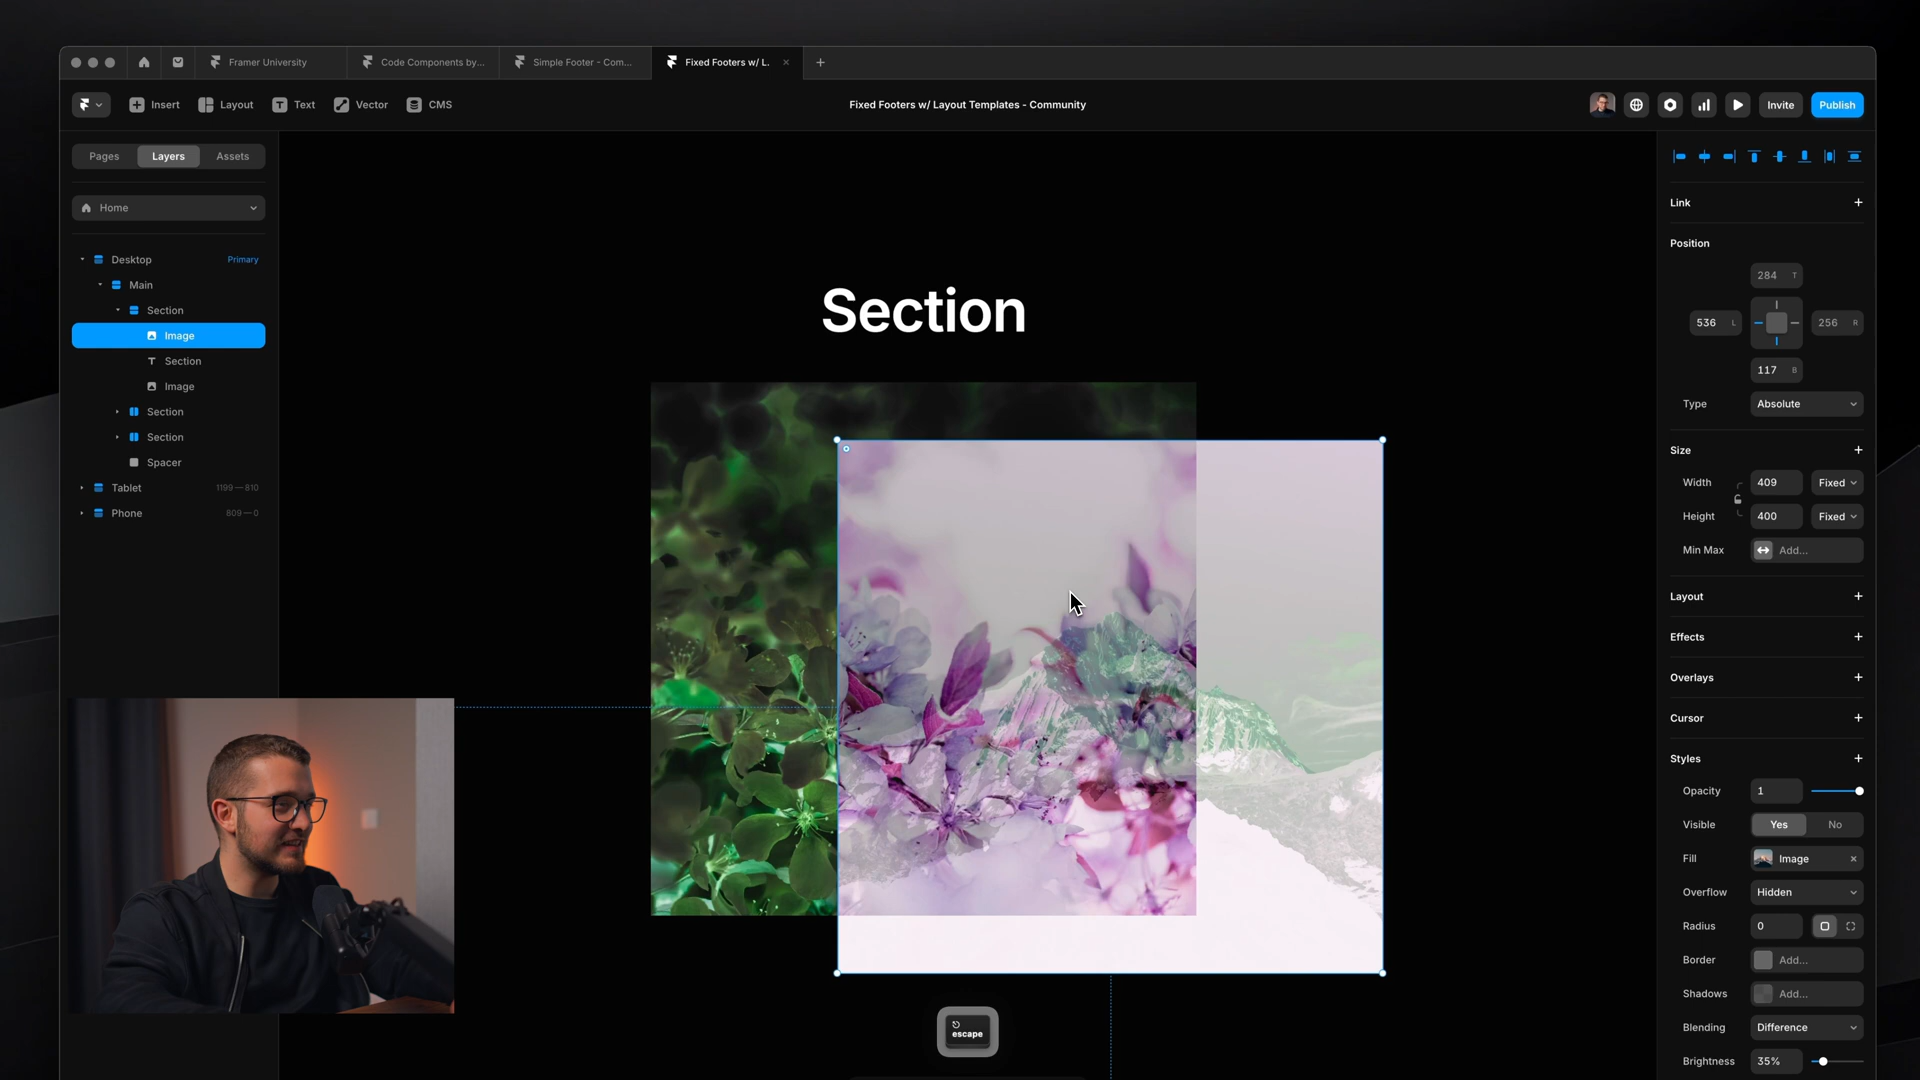 Framer University
Code Components by...
Simple Footer - Com...
Fixed Footers w/ L.
Insert
Layout
Text
Vector
CMS
Fixed Footers w/ Layout Templates - Community
Invite
Publish
Pages
Layers
Assets
Home
Desktop
Primary
Main
Section
Image
Section
Image
Section
Section
Spacer
Tablet
1199 — 810
Phone
809 — 0
Section
escape
Link
Position
284 T
536 L
256 R
117 B
Type
Absolute
Size
Width
409
Fixed
Height
400
Fixed
Min Max
Add...
Layout
Effects
Overlays
Cursor
Styles
Opacity
1
Visible
Yes
No
Fill
Image
Overflow
Hidden
Radius
0
Border
Add...
Shadows
Add...
Blending
Difference
Brightness
35%